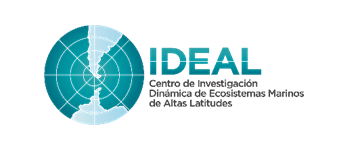 IDEAL
Centro de Investigación
Dinámica de Ecosistemas Marinos
de Altas Latitudes